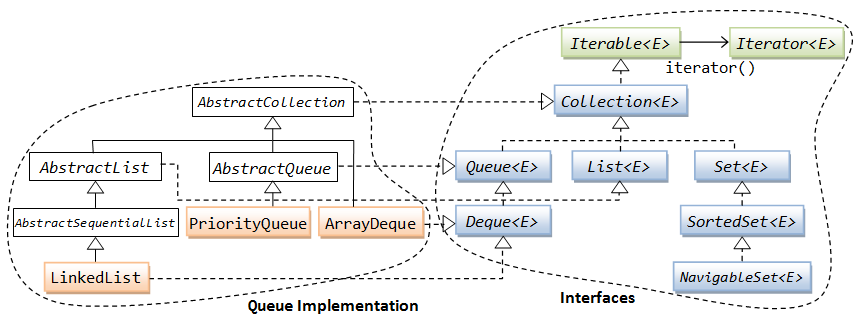 Iterable<E>
Iterator<E>
iterator()
AbstractCollection
Collection<E>
AbstractList
AbstractQueue
Queue<E>
List<E>
Set<E>
AbstractSequentialList
PriorityQueue
ArrayDeque
Deque<E>
SortedSet<E>
LinkedList
NavigableSet<E>
Queue Implementation
Interfaces